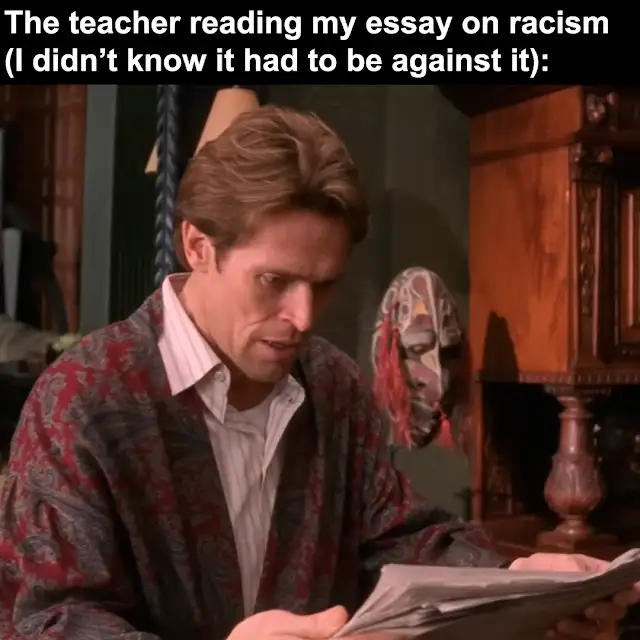 The teacher reading my essay on racism
(I didn’t know it had to be against it):